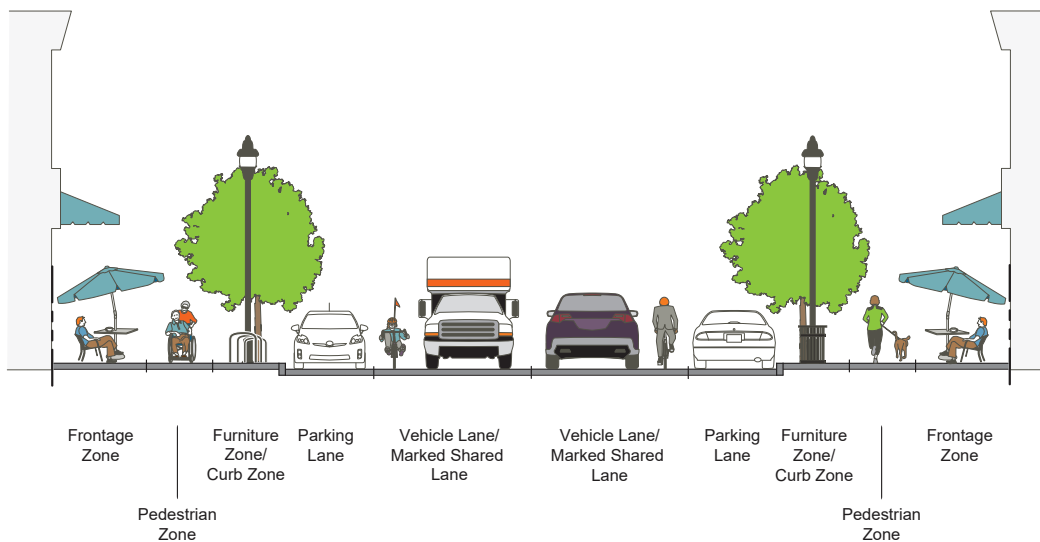 Frontage
Zone
Pedestrian
Zone
Furniture
Zone/
Curb Zone
Parking
Lane
Vehicle Lane/
Marked Shared
Lane
Vehicle Lane/
Marked Shared
Lane
Parking
Lane
Furniture
Zone/
Curb Zone
Pedestrian
Zone
Frontage
Zone